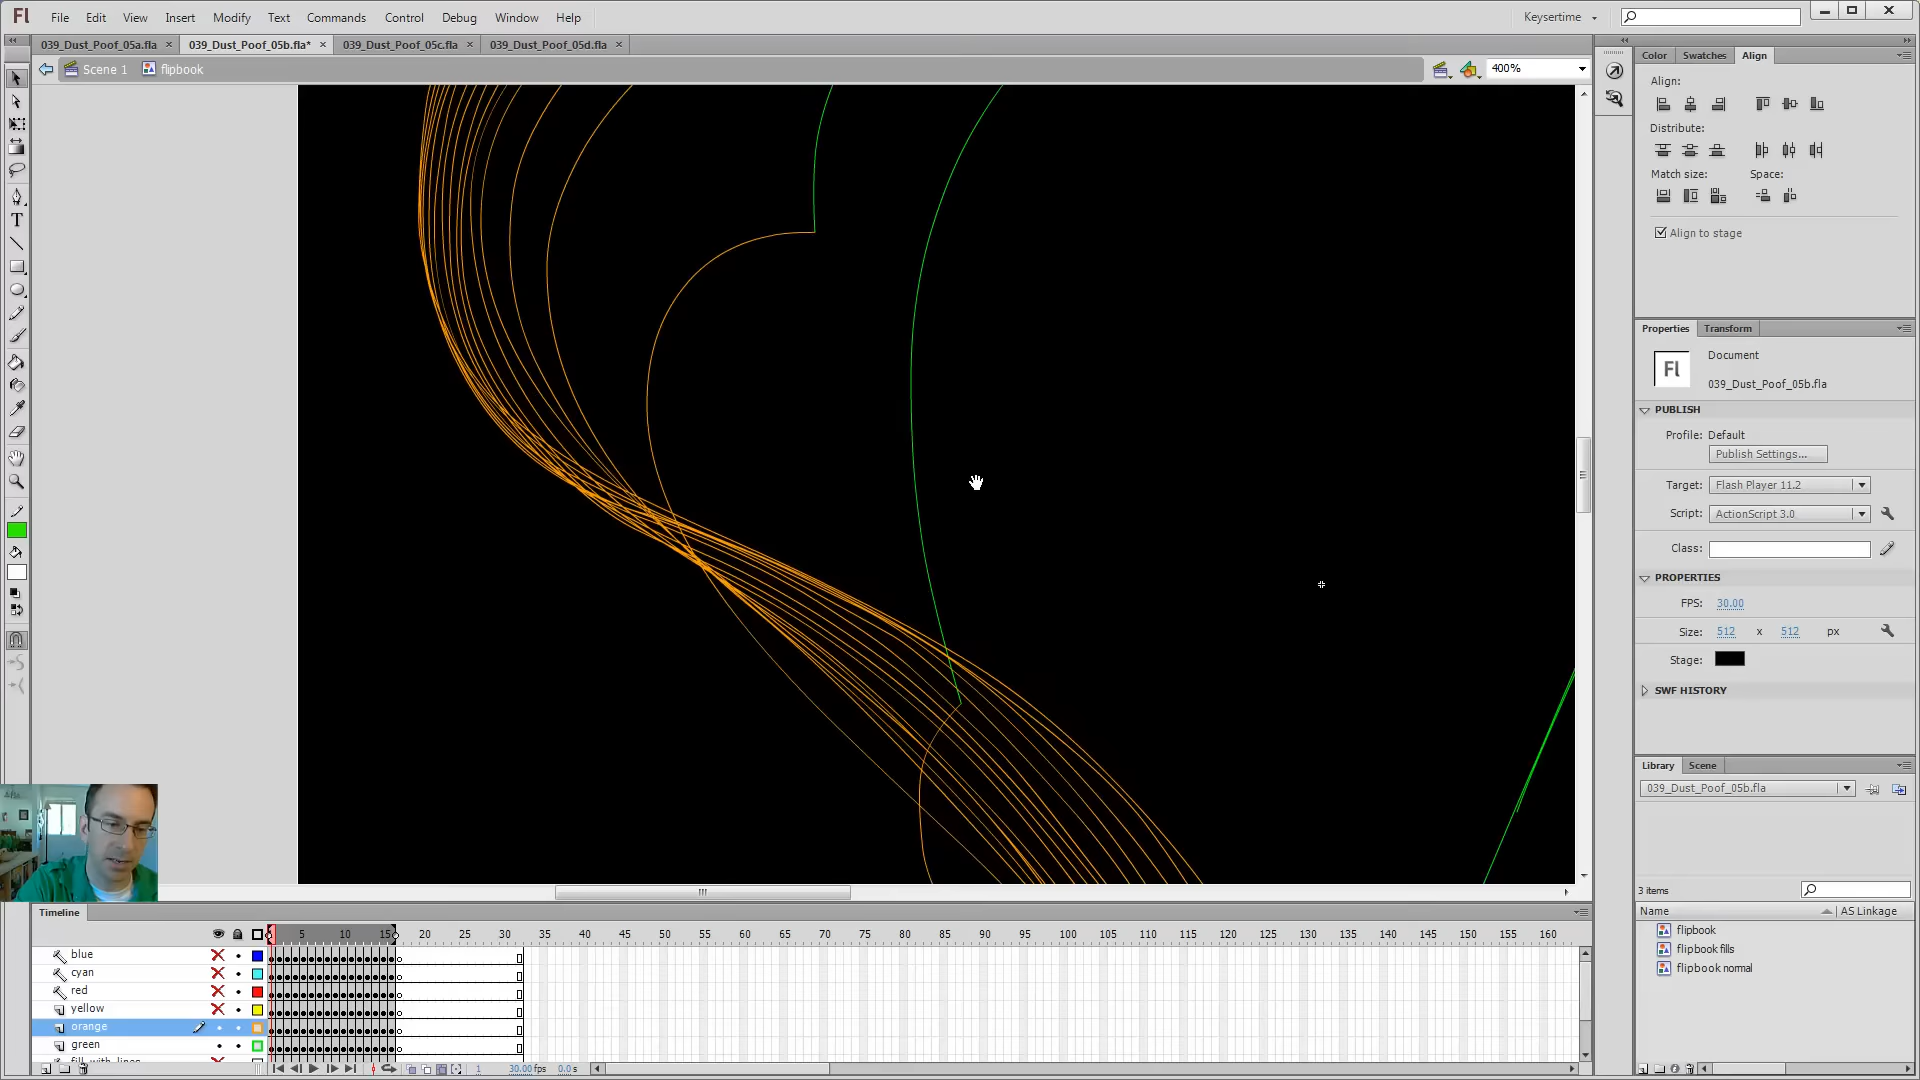 Fl File Edit View Insert Modify Text Commands Control Debug Window Help Keysertime
039_Dust_Poof_05a.fla × 039_Dust_Poof_05b.fla* × 039_Dust_Poof_05c.fla × 039_Dust_Poof_05d.fla ×
Scene 1 flipbook 400%
Color Swatches Align
Align:
Distribute:
Match size: Space:
Align to stage
Properties Transform
Fl Document
039_Dust_Poof_05b.fla
PUBLISH
Profile: Default
Publish Settings...
Target: Flash Player 11.2
Script: ActionScript 3.0
Class:
PROPERTIES
FPS: 30.00
Size: 512 x 512 px
Stage:
SWF HISTORY
Library Scene
039_Dust_Poof_05b.fla
3 items
Name AS Linkage
flipbook
flipbook fills
flipbook normal
T
Timeline
5 10 15 20 25 30 35 40 45 50 55 60 65 70 75 80 85 90 95 100 105 110 115 120 125 130 135 140 145 150 155 160
blue
cyan
red
yellow
orange
green
fill_with_lines
1 30.00 fps 0.0 s